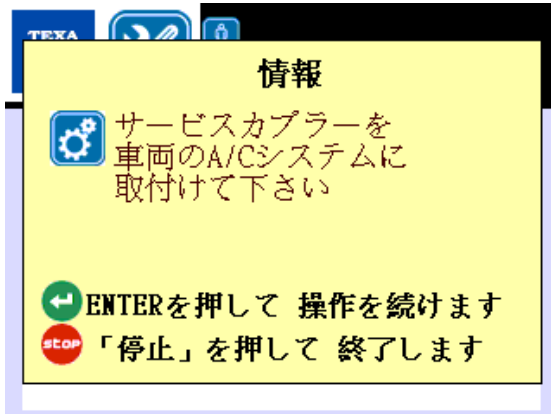 TEXA
情報
サービスカプラーを
車両のA/Cシステムに
取付けて下さい
ENTERを押して 操作を続けます
stop
「停止」を押して 終了します